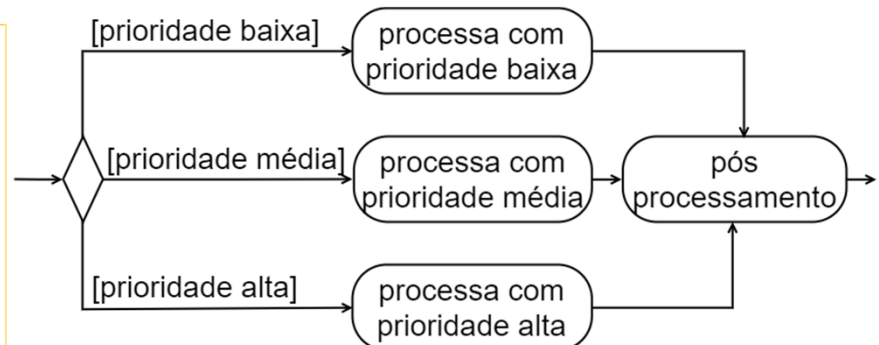 [prioridade baixa]
processa com
prioridade baixa
[prioridade média]
processa com
prioridade média
pós
processamento
[prioridade alta]
processa com
prioridade alta